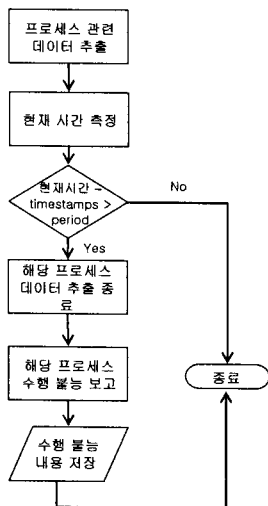 프로세스 관련
데이터 추출
현재 시간 측정
현재시간 -
timestamps >
period
No
Yes
해당 프로세스
데이터 추출 종
료
해당 프로세스
수행 불능 보고
종료
수행 불능
내용 저장